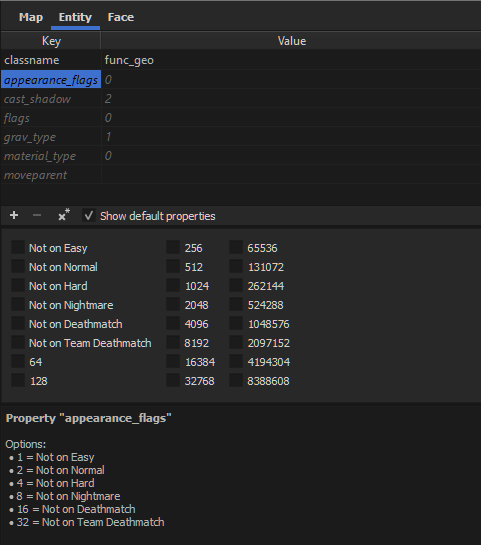 Map Entity Face
Key Value
classname func_geo
appearance_flags 0
cast_shadow 2
flags 0
grav_type 1
material_type 0
moveparent
+ − x* Show default properties
Not on Easy 256 65536
Not on Normal 512 131072
Not on Hard 1024 262144
Not on Nightmare 2048 524288
Not on Deathmatch 4096 1048576
Not on Team Deathmatch 8192 2097152
64 16384 4194304
128 32768 8388608
Property "appearance_flags"
Options:
• 1 = Not on Easy
• 2 = Not on Normal
• 4 = Not on Hard
• 8 = Not on Nightmare
• 16 = Not on Deathmatch
• 32 = Not on Team Deathmatch